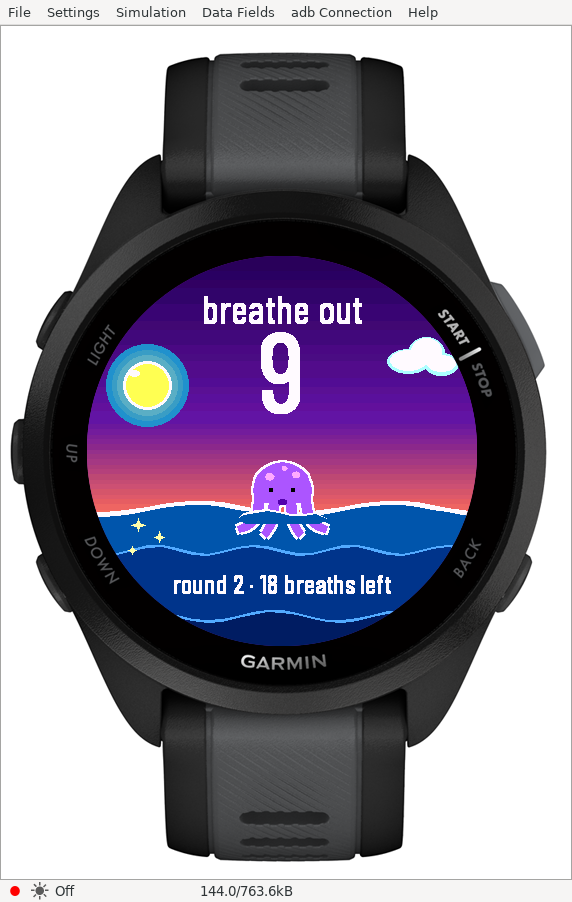 File Settings Simulation Data Fields adb Connection Help
breathe out
9
LIGHT
START
STOP
UP
DOWN
BACK
round 2 · 18 breaths left
GARMIN
Off 144.0/763.6kB